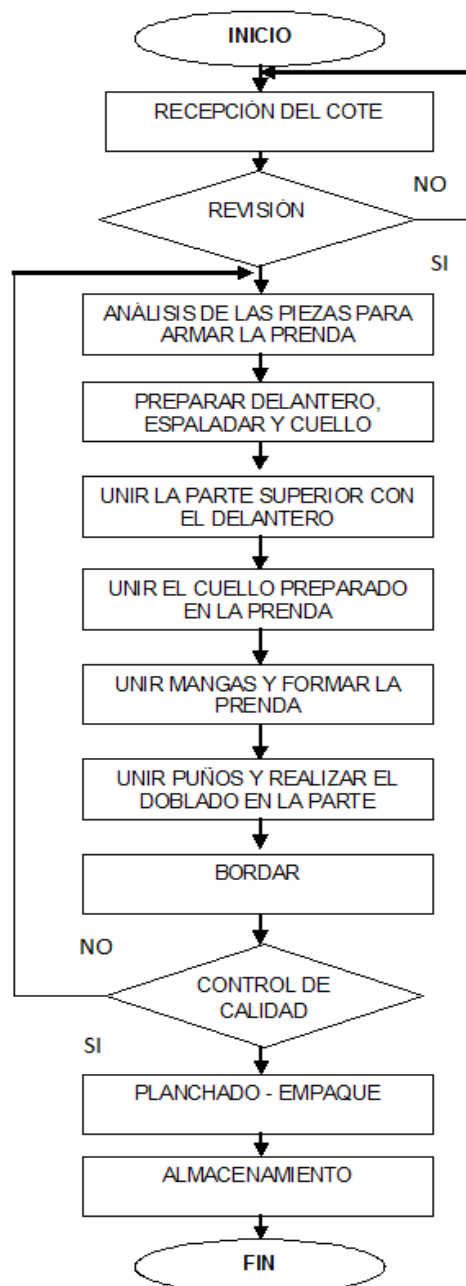 INICIO
RECEPCIÓN DEL COTE
NO
REVISIÓN
SI
ANÁLISIS DE LAS PIEZAS PARA
ARMAR LA PRENDA
PREPARAR DELANTERO,
ESPALADAR Y CUELLO
UNIR LA PARTE SUPERIOR CON
EL DELANTERO
UNIR EL CUELLO PREPARADO
EN LA PRENDA
UNIR MANGAS Y FORMAR LA
PRENDA
UNIR PUÑOS Y REALIZAR EL
DOBLADO EN LA PARTE
BORDAR
NO
CONTROL DE
CALIDAD
SI
PLANCHADO - EMPAQUE
ALMACENAMIENTO
FIN